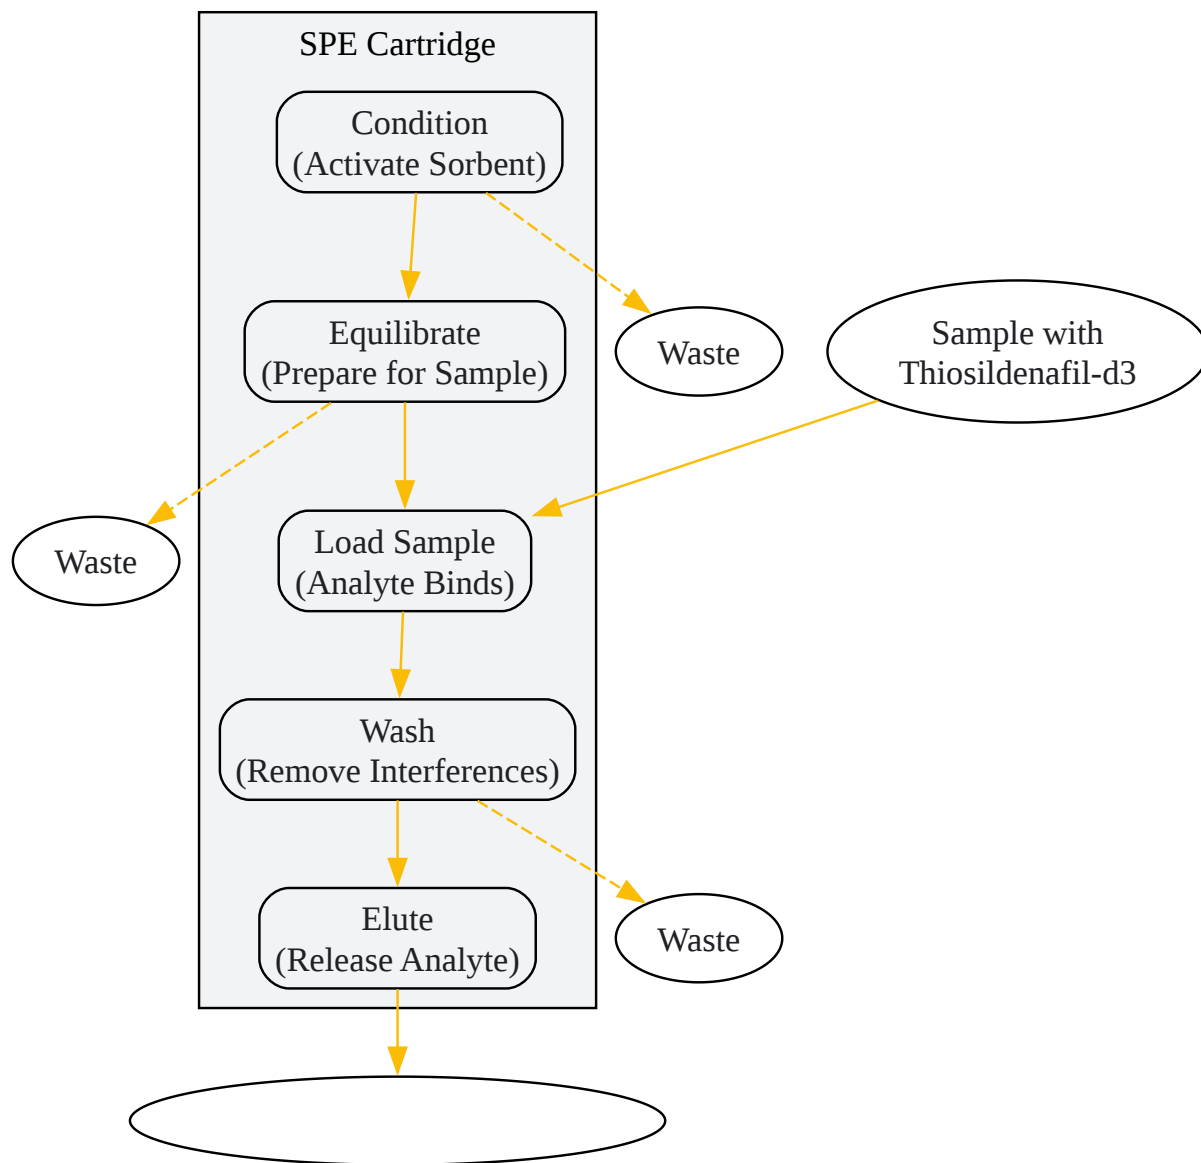 SPE Cartridge
Condition
(Activate Sorbent)
Equilibrate
(Prepare for Sample)
Waste
Sample with
Thiosildenafil-d3
Waste
Load Sample
(Analyte Binds)
Wash
(Remove Interferences)
Elute
(Release Analyte)
Waste